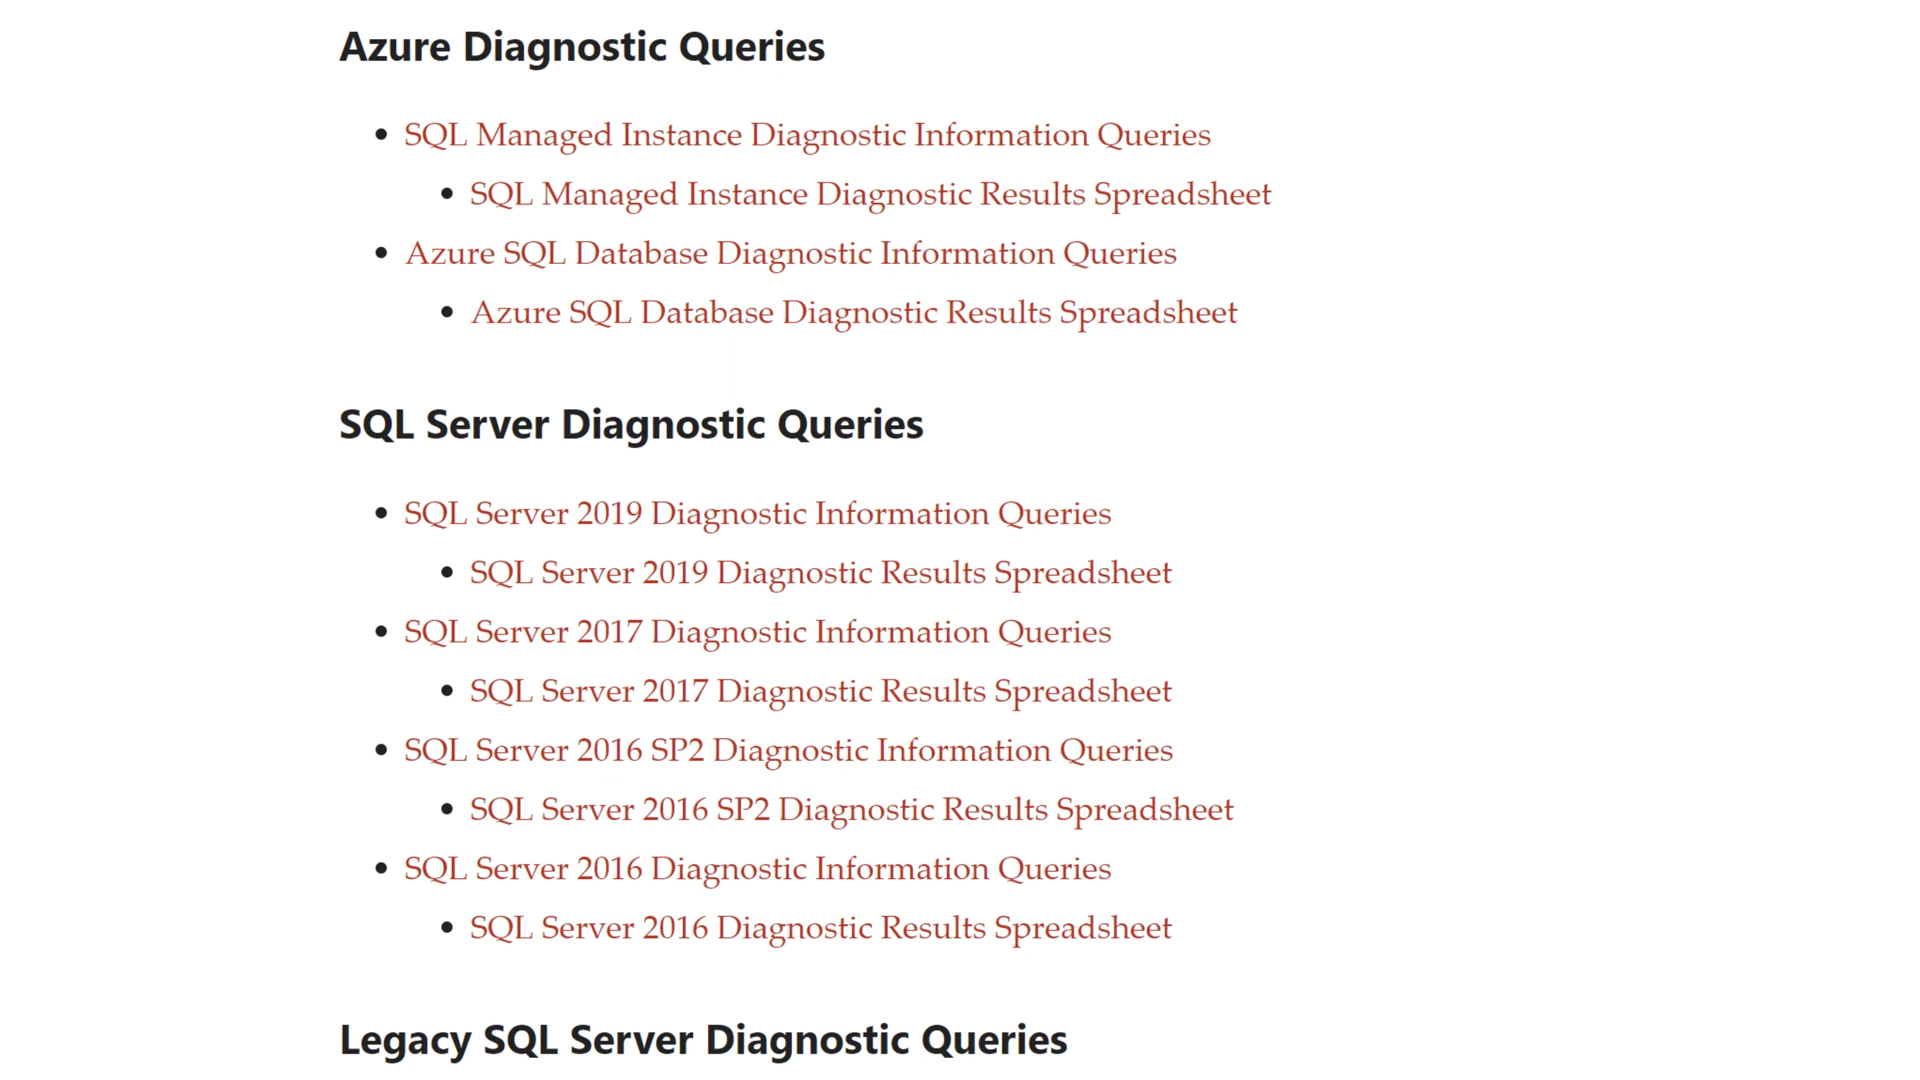 Azure Diagnostic Queries
SQL Managed Instance Diagnostic Information Queries
SQL Managed Instance Diagnostic Results Spreadsheet
Azure SQL Database Diagnostic Information Queries
Azure SQL Database Diagnostic Results Spreadsheet
SQL Server Diagnostic Queries
SQL Server 2019 Diagnostic Information Queries
SQL Server 2019 Diagnostic Results Spreadsheet
SQL Server 2017 Diagnostic Information Queries
SQL Server 2017 Diagnostic Results Spreadsheet
SQL Server 2016 SP2 Diagnostic Information Queries
SQL Server 2016 SP2 Diagnostic Results Spreadsheet
SQL Server 2016 Diagnostic Information Queries
SQL Server 2016 Diagnostic Results Spreadsheet
Legacy SQL Server Diagnostic Queries